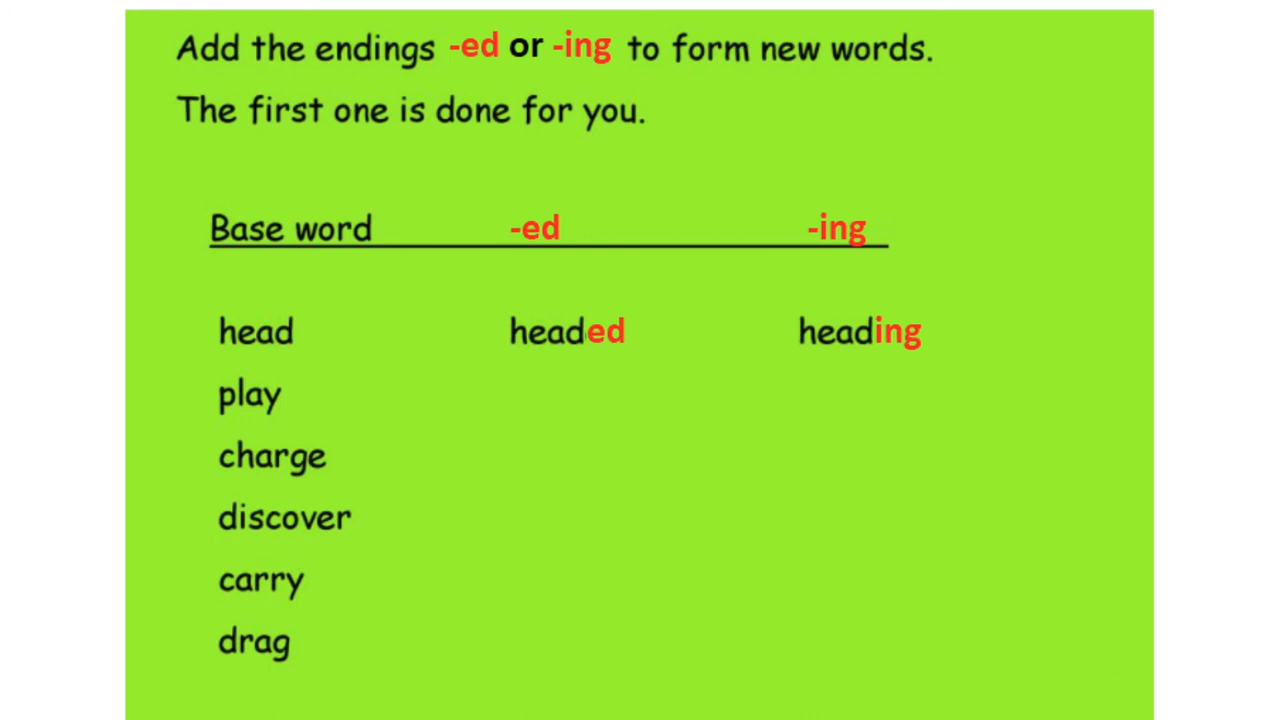 Add the endings -ed or -ing to form new words.
The first one is done for you.
Base word -ed -ing
head headed heading
play
charge
discover
carry
drag